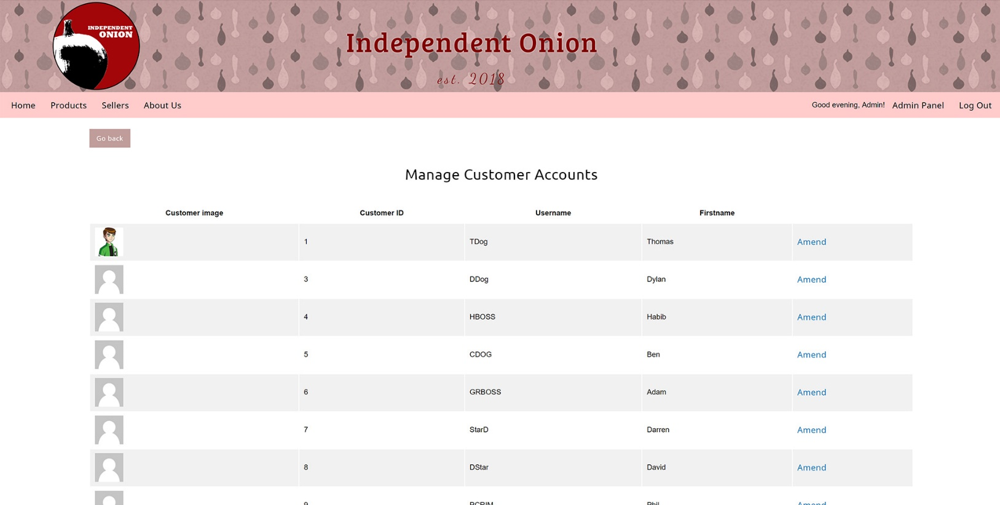 INDEPENDENT
ONION
Independent Onion
est. 2018
Home Products Sellers About Us Good evening, Admin! Admin Panel Log Out
Go back
Manage Customer Accounts
Customer image Customer ID Username Firstname
1 TDog Thomas Amend
3 DDog Dylan Amend
4 HBOSS Habib Amend
5 CDOG Ben Amend
6 GRBOSS Adam Amend
7 StarD Darren Amend
8 DStar David Amend
9 Phil Amend